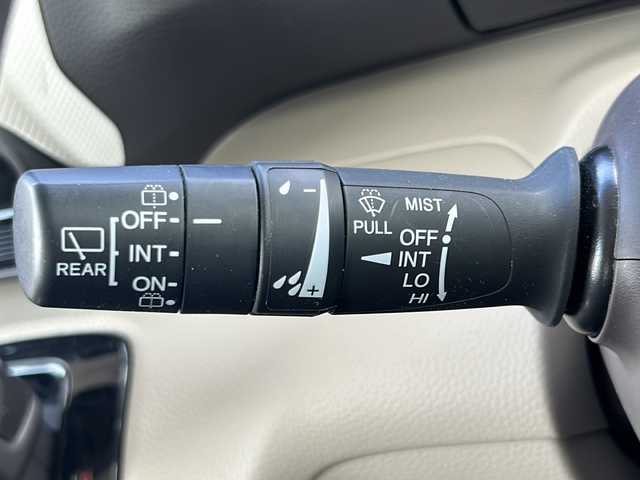 REAR
OFF
INT
ON
− 
+
PULL
MIST
OFF
INT
LO
HI